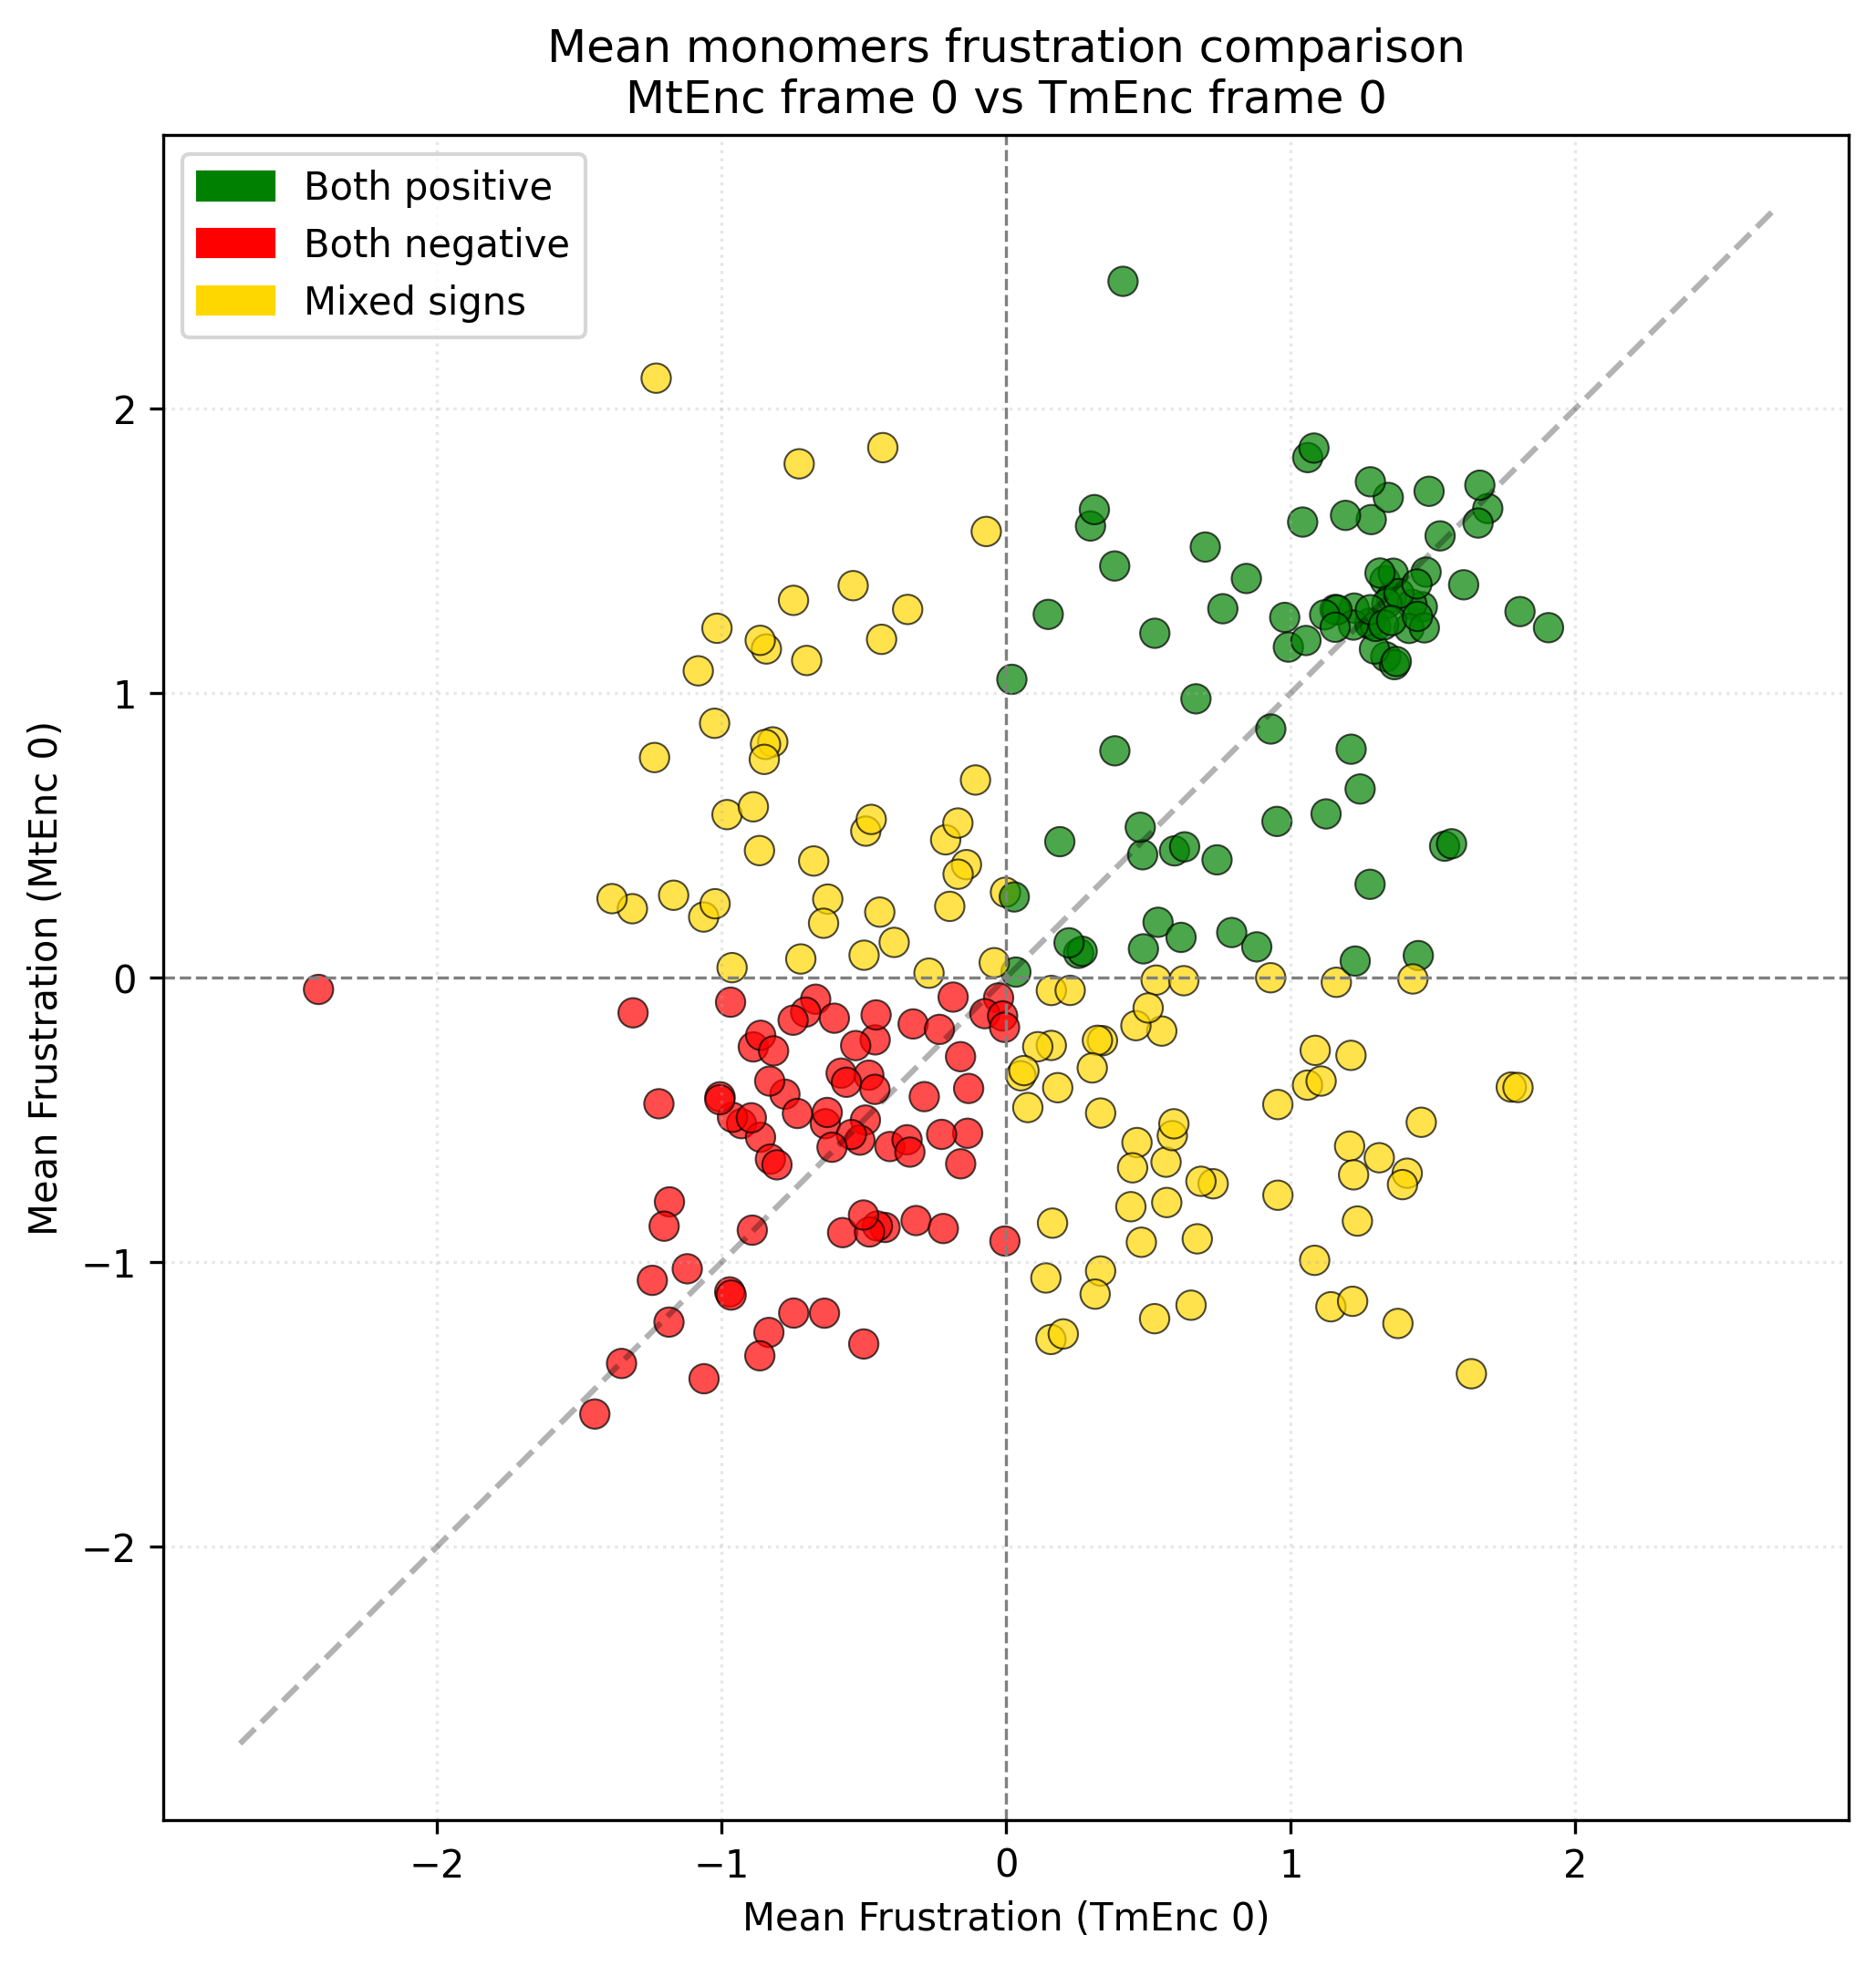 Mean monomers frustration comparison
MtEnc frame 0 vs TmEnc frame 0
Both positive
Both negative
Mixed signs
2
1
0
−1
−2
Mean Frustration (MtEnc 0)
−2
−1
0
1
2
Mean Frustration (TmEnc 0)